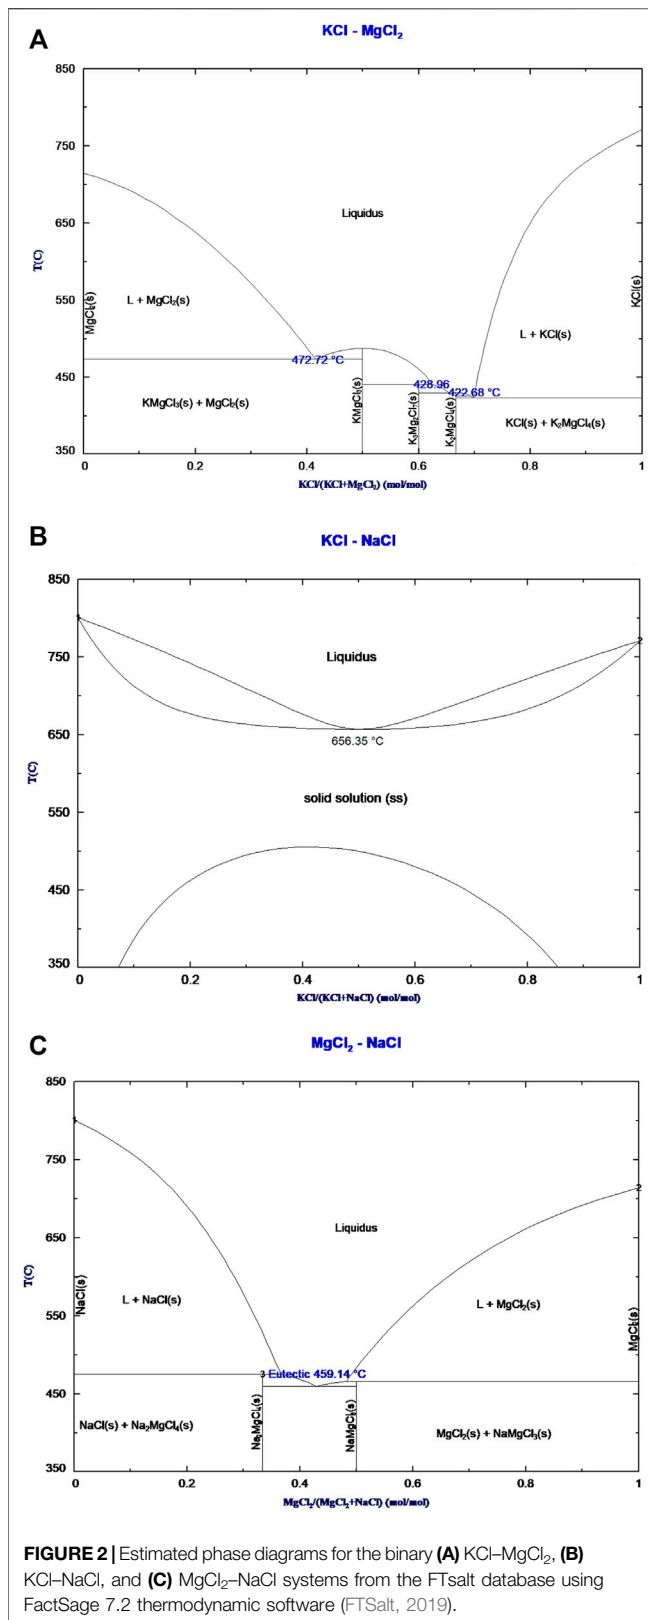 A
KCl - MgCl₂
850
750
650
550
450
350
T(C)
Liquidus
MgCl₂(s)
L + MgCl₂(s)
KCl(s)
L + KCl(s)
472.72 °C
428.96
422.68 °C
KMgCl₃(s) + MgCl₂(s)
KMgCl₃(s)
K₃Mg₂Cl₇(s)
K₂MgCl₄(s)
KCl(s) + K₂MgCl₄(s)
0 0.2 0.4 0.6 0.8 1
KCl/(KCl+MgCl₂) (mol/mol)
B
KCl - NaCl
850
750
650
550
450
350
T(C)
1
2
Liquidus
656.35 °C
solid solution (ss)
0 0.2 0.4 0.6 0.8 1
KCl/(KCl+NaCl) (mol/mol)
C
MgCl₂ - NaCl
850
750
650
550
450
350
T(C)
1
2
Liquidus
NaCl(s)
L + NaCl(s)
L + MgCl₂(s)
MgCl₂(s)
3
Eutectic 459.14 °C
NaCl(s) + Na₂MgCl₄(s)
Na₂MgCl₄(s)
NaMgCl₃(s)
MgCl₂(s) + NaMgCl₃(s)
0 0.2 0.4 0.6 0.8 1
MgCl₂/(MgCl₂+NaCl) (mol/mol)
FIGURE 2 | Estimated phase diagrams for the binary (A) KCl–MgCl₂, (B)
KCl–NaCl, and (C) MgCl₂–NaCl systems from the FTsalt database using
FactSage 7.2 thermodynamic software (FTSalt, 2019).